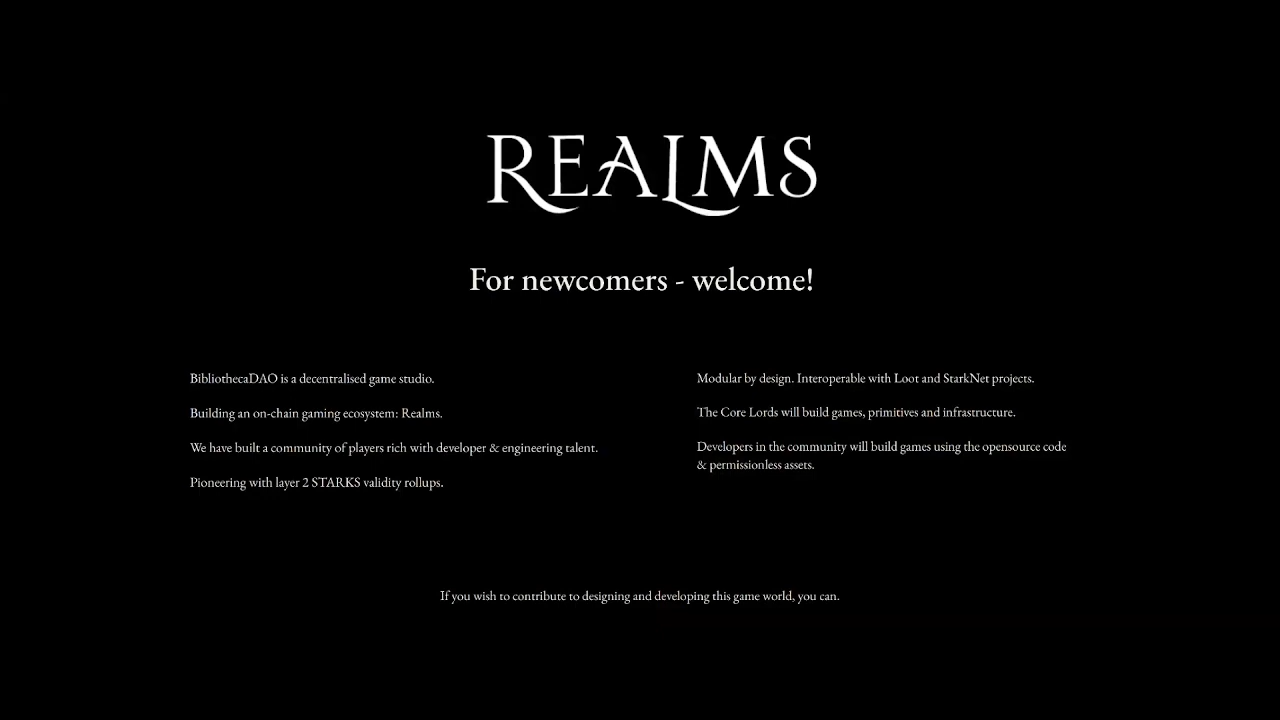 REALMS
For newcomers - welcome!
BibliothecaDAO is a decentralised game studio.
Building an on-chain gaming ecosystem: Realms.
We have built a community of players rich with developer & engineering talent.
Pioneering with layer 2 STARKS validity rollups.
Modular by design. Interoperable with Loot and StarkNet projects.
The Core Lords will build games, primitives and infrastructure.
Developers in the community will build games using the opensource code
& permissionless assets.
If you wish to contribute to designing and developing this game world, you can.